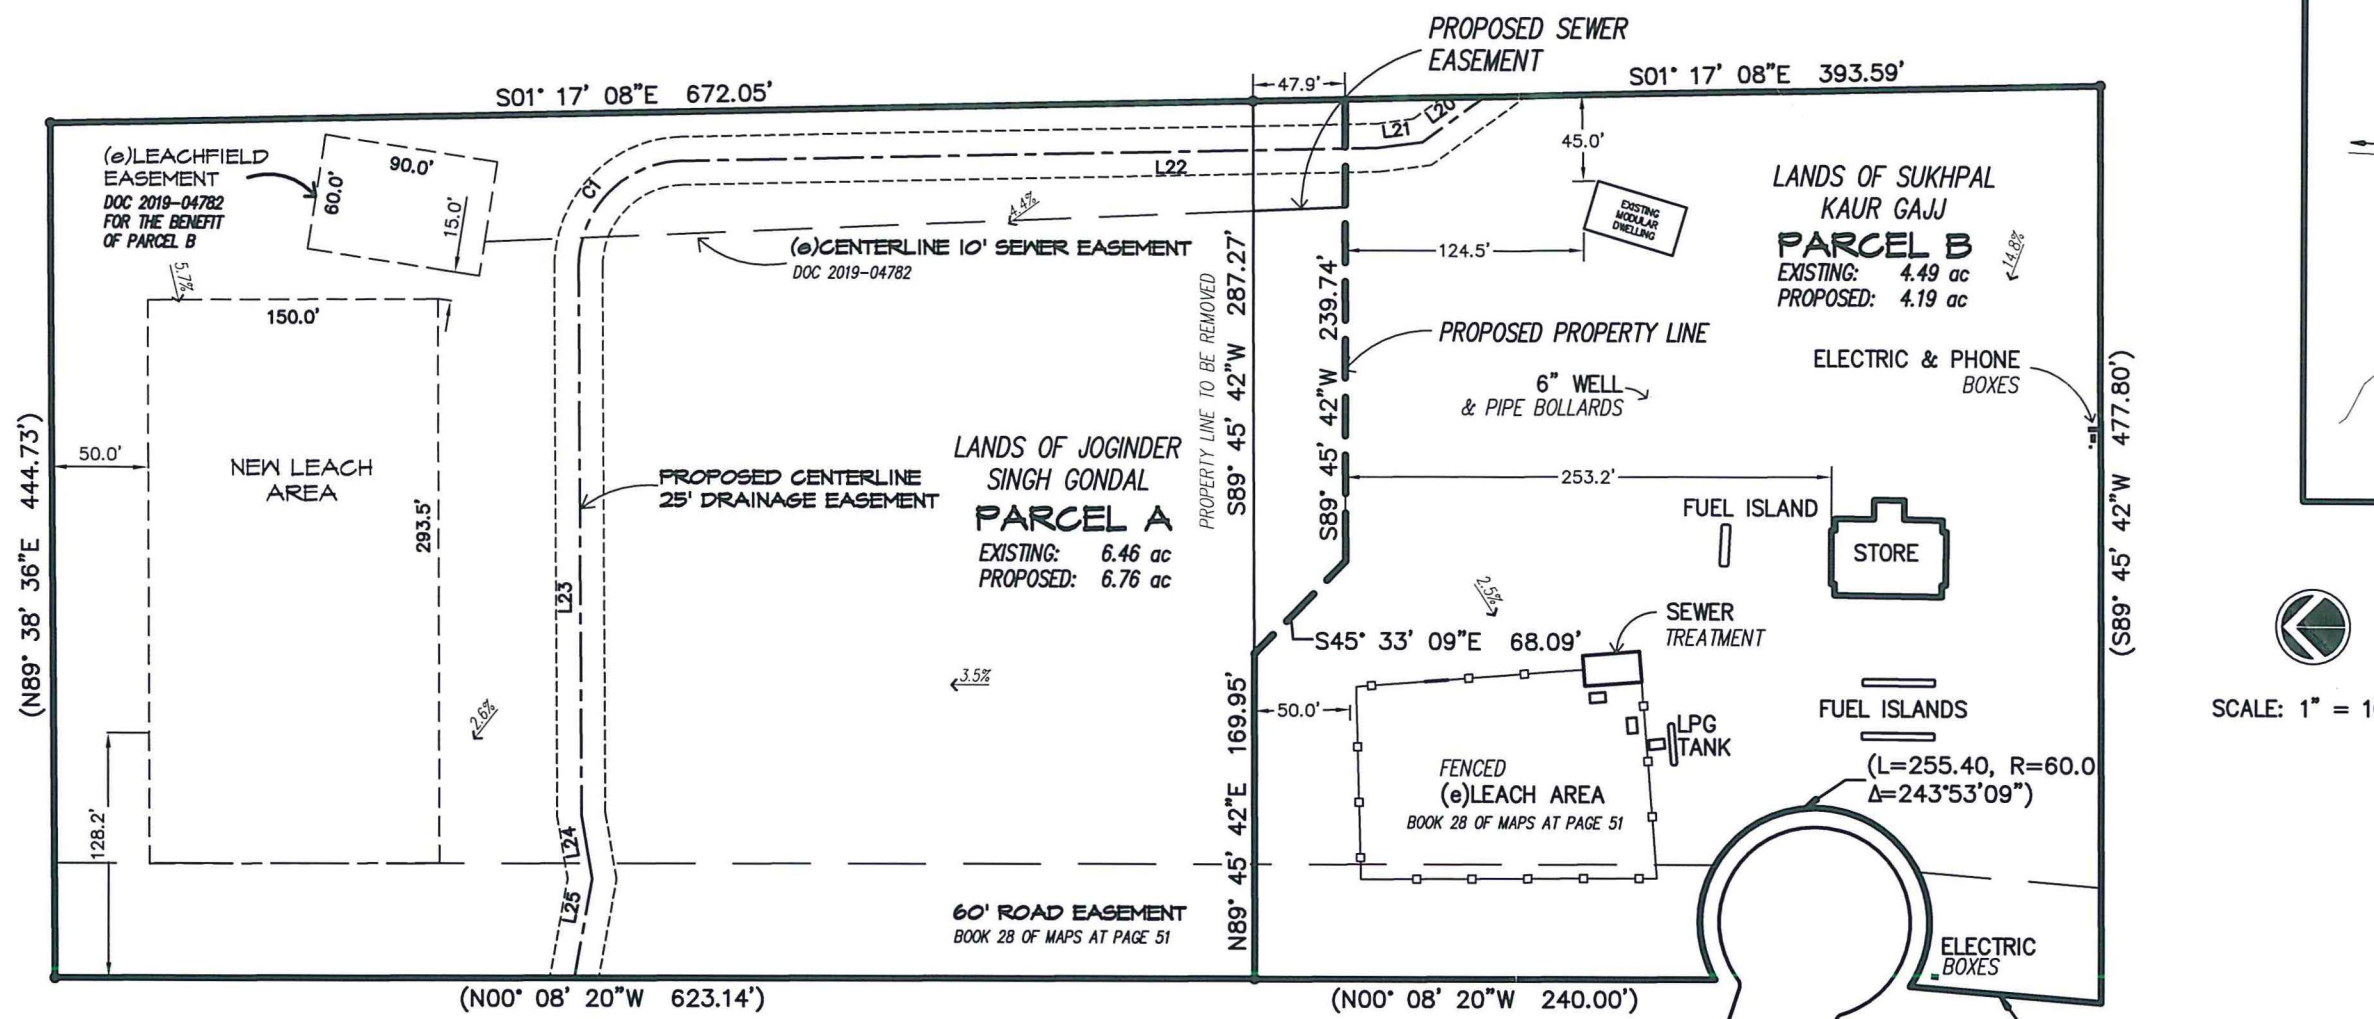 PROPOSED SEWER
EASEMENT
S01° 17' 08"E 672.05'
47.9'
S01° 17' 08"E 393.59'
(e)LEACHFIELD
EASEMENT
DOC 2019-04782
FOR THE BENEFIT
OF PARCEL B
90.0'
60.0'
15.0'
5.7%
C1
L22
L21
L20
45.0'
4.4%
(e)CENTERLINE 10' SEWER EASEMENT
DOC 2019-04782
EXISTING
MODULAR
DWELLING
124.5'
LANDS OF SUKHPAL
KAUR GAJJ
PARCEL B
EXISTING: 4.49 ac
PROPOSED: 4.19 ac
14.8%
150.0'
PROPERTY LINE TO BE REMOVED
S89° 45' 42"W 287.27'
S89° 45' 42"W 239.74'
PROPOSED PROPERTY LINE
6" WELL
& PIPE BOLLARDS
ELECTRIC & PHONE
BOXES
(N89° 38' 36"E 444.73')
50.0'
NEW LEACH
AREA
293.5'
PROPOSED CENTERLINE
25' DRAINAGE EASEMENT
LANDS OF JOGINDER
SINGH GONDAL
PARCEL A
EXISTING: 6.46 ac
PROPOSED: 6.76 ac
253.2'
FUEL ISLAND
STORE
(S89° 45' 42"W 477.80')
L23
2.5%
S45° 33' 09"E 68.09'
SEWER
TREATMENT
3.5%
2.6%
50.0'
FUEL ISLANDS
LPG
TANK
SCALE: 1" = 1
128.2'
L24
N89° 45' 42"E 169.95'
FENCED
(e)LEACH AREA
BOOK 28 OF MAPS AT PAGE 51
(L=255.40, R=60.0
Δ=243°53'09")
L25
60' ROAD EASEMENT
BOOK 28 OF MAPS AT PAGE 51
ELECTRIC
BOXES
(N00° 08' 20"W 623.14')
(N00° 08' 20"W 240.00')